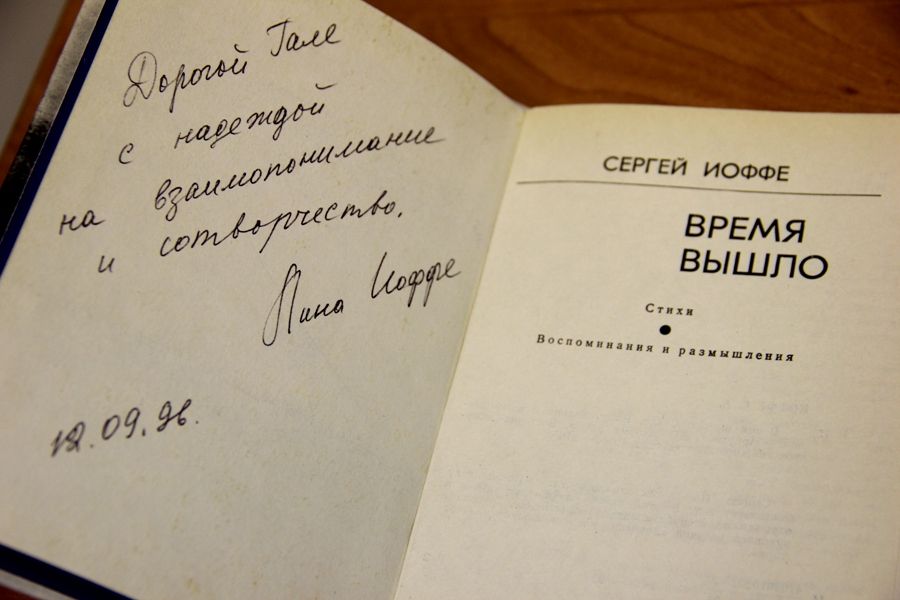 Дорогой Гале
с надеждой
на взаимопонимание
и сотворчество.
Лина Иоффе
12.09.96.
СЕРГЕЙ ИОФФЕ
ВРЕМЯ
ВЫШЛО
Стихи
Воспоминания и размышления